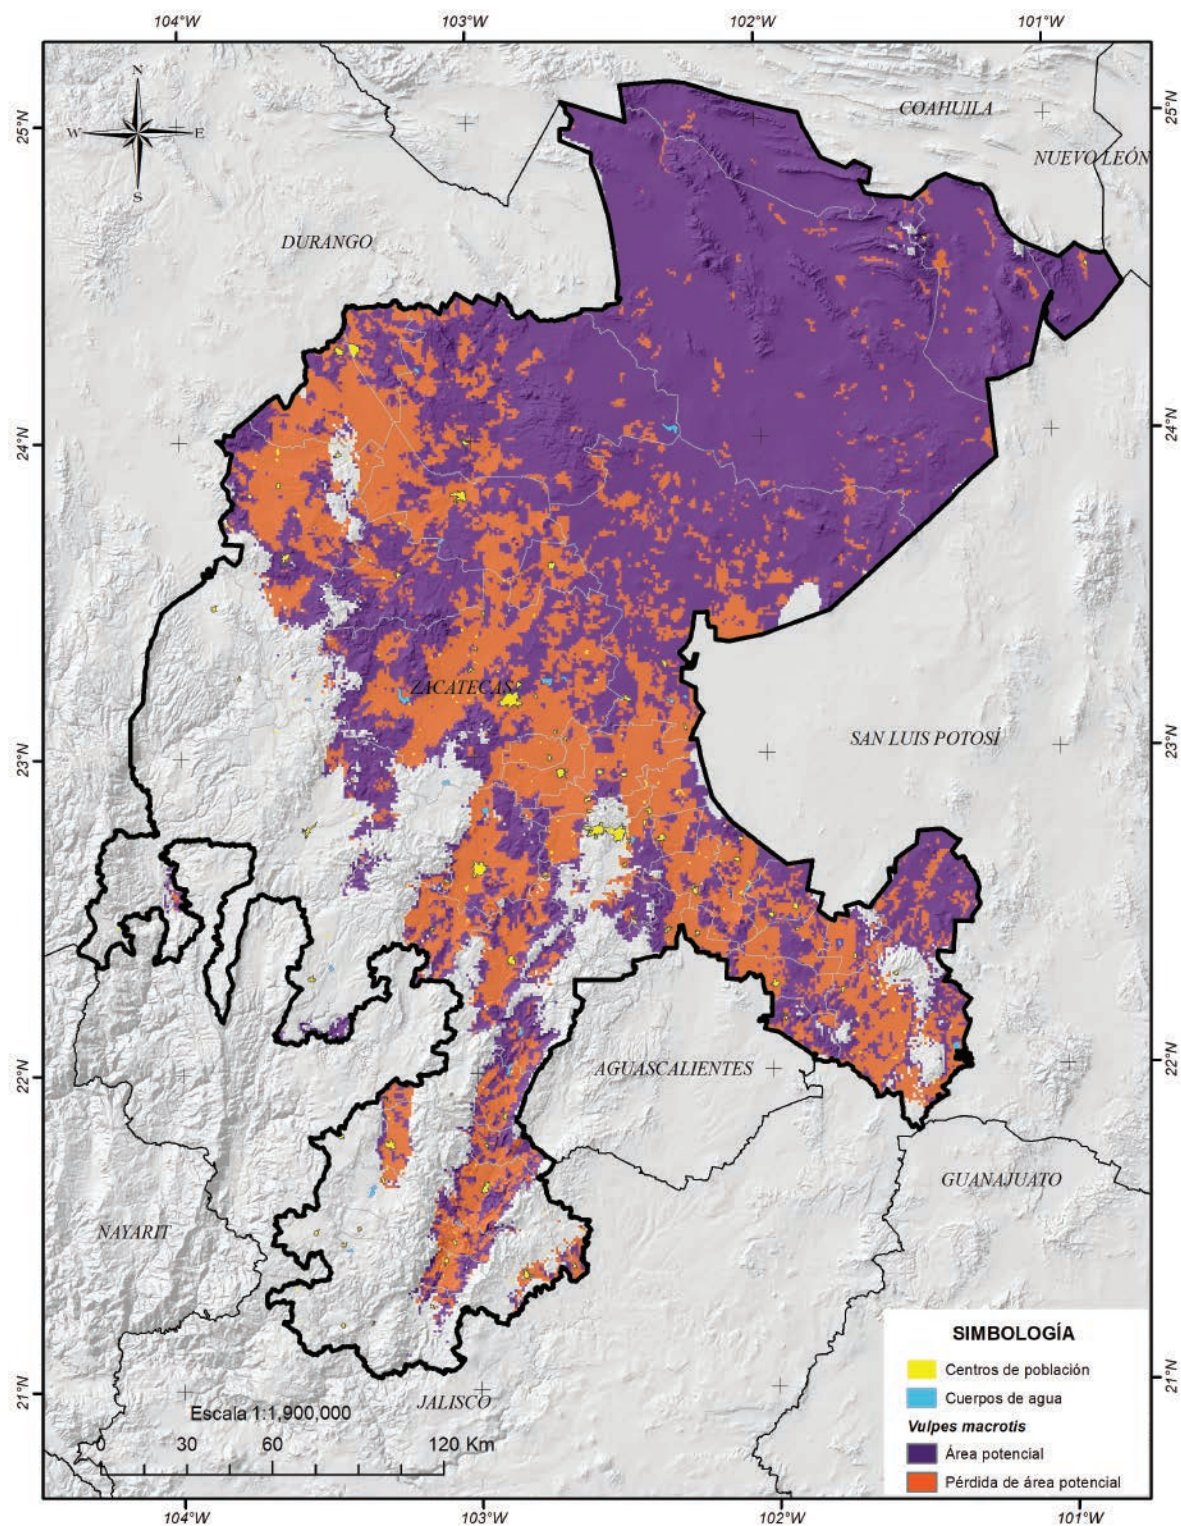 104°W
103°W
102°W
101°W
25°N
25°N
N
W
E
S
COAHUILA
NUEVO LEÓN
DURANGO
24°N
24°N
ZACATECAS
SAN LUIS POTOSÍ
23°N
23°N
22°N
22°N
AGUASCALIENTES
GUANAJUATO
NAYARIT
JALISCO
21°N
21°N
Escala 1:1,900,000
0 30 60 120 Km
SIMBOLOGÍA
Centros de población
Cuerpos de agua
Vulpes macrotis
Área potencial
Pérdida de área potencial
104°W
103°W
102°W
101°W